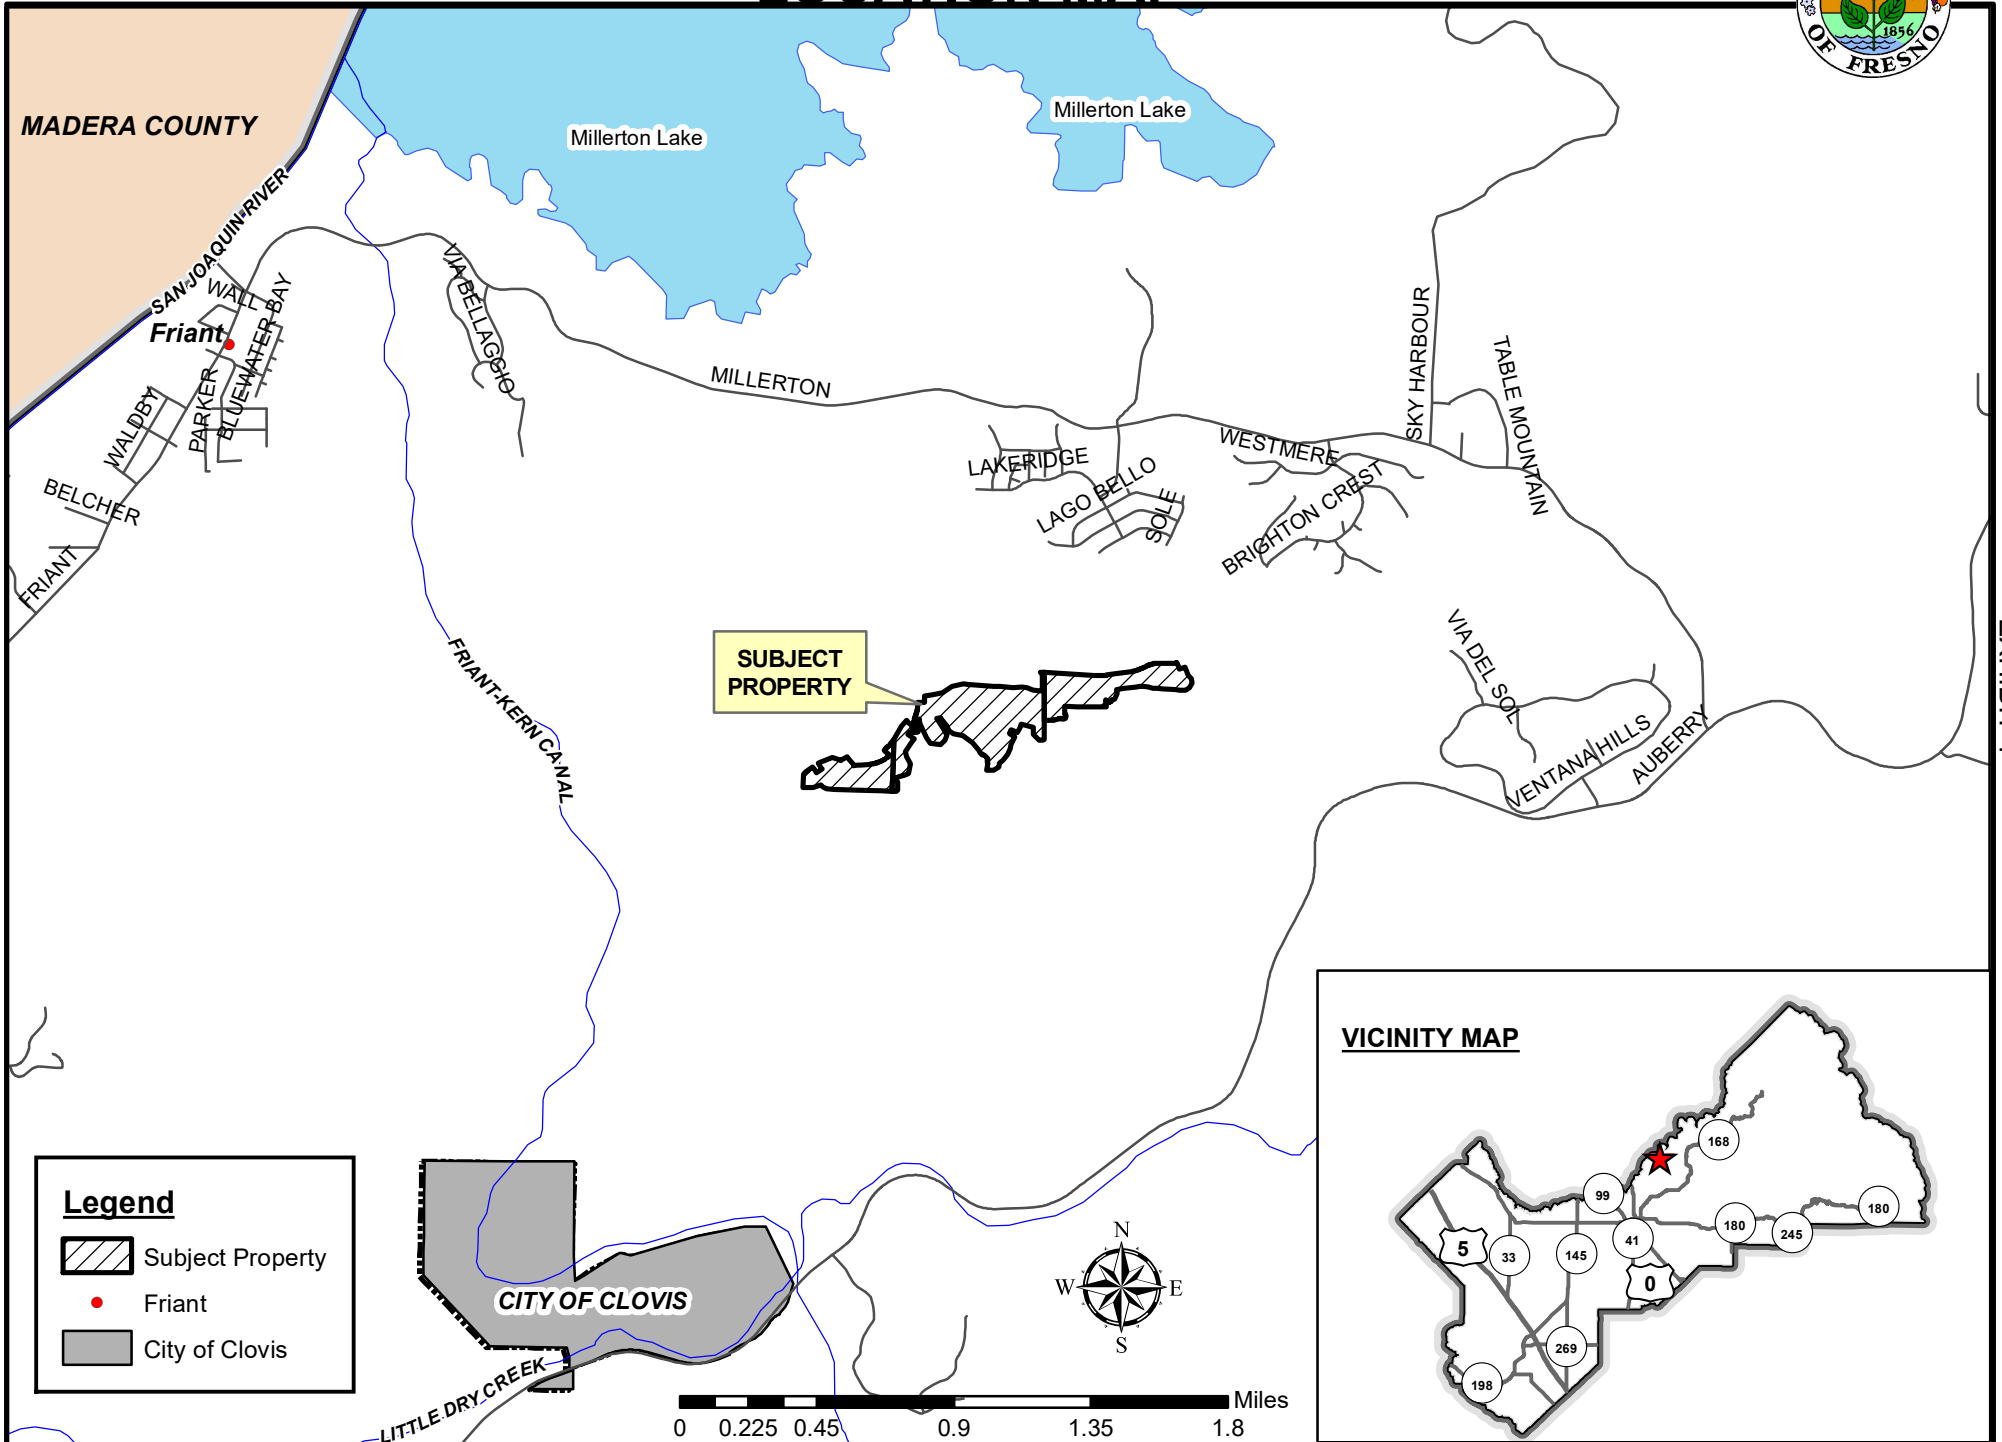 1856
OF FRESNO
MADERA COUNTY
Millerton Lake
Millerton Lake
SAN JOAQUIN RIVER
WALL
Friant
BLUEWATER BAY
PARKER
WALDBY
BELCHER
FRIANT
VIA BELLAGGIO
MILLERTON
SKY HARBOUR
TABLE MOUNTAIN
LAKERIDGE
LAGO BELLO
SOLE
WESTMERE
BRIGHTON CREST
FRIANT-KERN CANAL
SUBJECT
PROPERTY
VIA DEL SOL
VENTANA HILLS
AUBERRY
VICINITY MAP
168
99
180
180
245
41
5
33
145
0
269
198
Legend
Subject Property
Friant
City of Clovis
CITY OF CLOVIS
LITTLE DRY CREEK
N
W
E
S
Miles
0 0.225 0.45 0.9 1.35 1.8